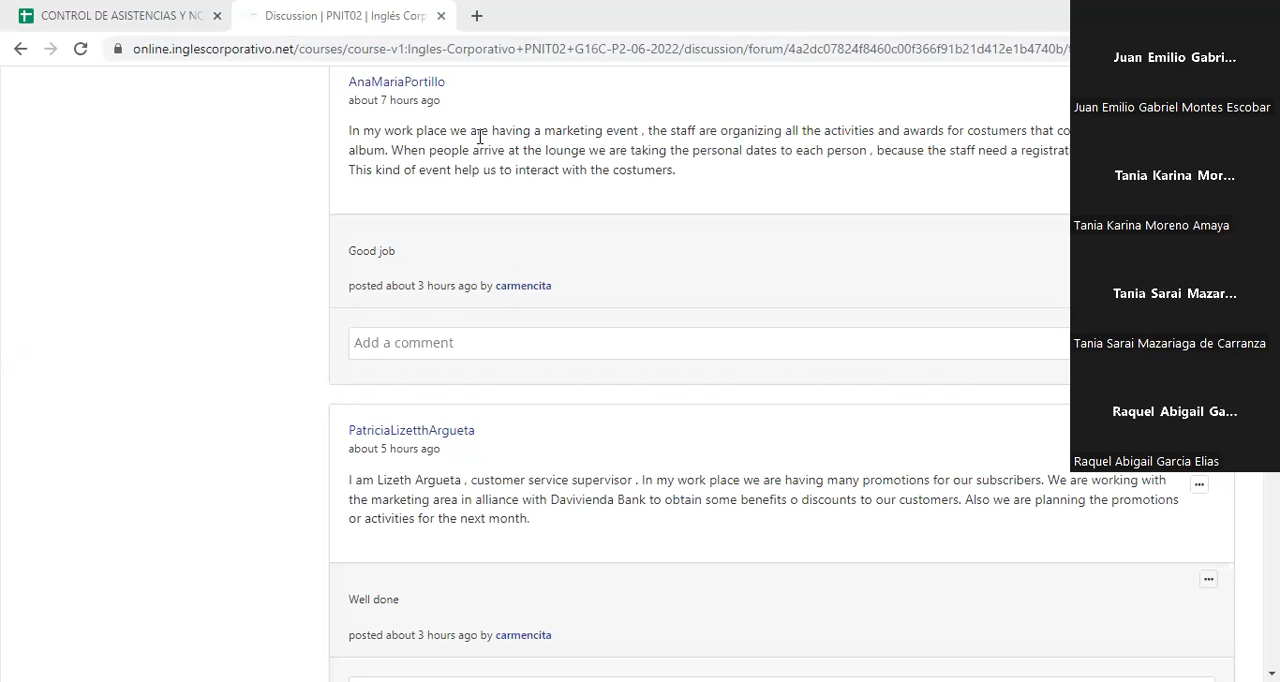 CONTROL DE ASISTENCIAS Y NO
Discussion | PNIT02 | Inglés Corp
online.inglescorporativo.net/courses/course-v1:Ingles-Corporativo+PNIT02+G16C-P2-06-2022/discussion/forum/4a2dc07824f8460c00f366f91b21d412e1b4740b/
Juan Emilio Gabri...
Juan Emilio Gabriel Montes Escobar
Tania Karina Mor...
Tania Karina Moreno Amaya
Tania Sarai Mazar...
Tania Sarai Mazariaga de Carranza
Raquel Abigail Ga...
Raquel Abigail Garcia Elias
AnaMariaPortillo
about 7 hours ago
In my work place we are having a marketing event , the staff are organizing all the activities and awards for costumers that co
album. When people arrive at the lounge we are taking the personal dates to each person , because the staff need a registrat
This kind of event help us to interact with the costumers.
Good job
posted about 3 hours ago by carmencita
Add a comment
PatriciaLizetthArgueta
about 5 hours ago
I am Lizeth Argueta , customer service supervisor . In my work place we are having many promotions for our subscribers. We are working with
the marketing area in alliance with Davivienda Bank to obtain some benefits o discounts to our customers. Also we are planning the promotions
or activities for the next month.
Well done
posted about 3 hours ago by carmencita